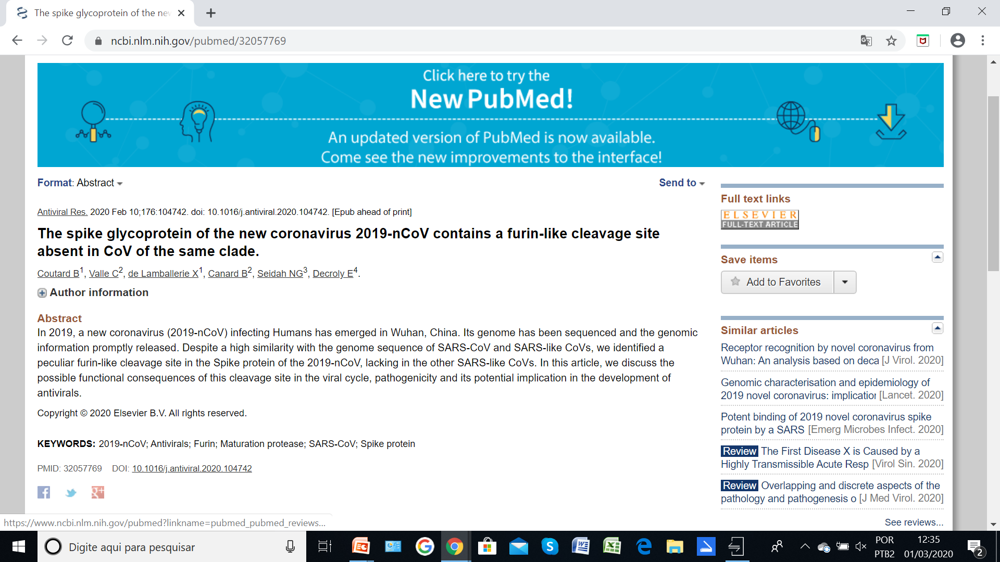 The spike glycoprotein of the new
ncbi.nlm.nih.gov/pubmed/32057769
Click here to try the
New PubMed!
An updated version of PubMed is now available.
Come see the new improvements to the interface!
Format: Abstract
Send to
Antiviral Res. 2020 Feb 10;176:104742. doi: 10.1016/j.antiviral.2020.104742. [Epub ahead of print]
The spike glycoprotein of the new coronavirus 2019-nCoV contains a furin-like cleavage site
absent in CoV of the same clade.
Coutard B1, Valle C2, de Lamballerie X1, Canard B2, Seidah NG3, Decroly E4.
Author information
Abstract
In 2019, a new coronavirus (2019-nCoV) infecting Humans has emerged in Wuhan, China. Its genome has been sequenced and the genomic
information promptly released. Despite a high similarity with the genome sequence of SARS-CoV and SARS-like CoVs, we identified a
peculiar furin-like cleavage site in the Spike protein of the 2019-nCoV, lacking in the other SARS-like CoVs. In this article, we discuss the
possible functional consequences of this cleavage site in the viral cycle, pathogenicity and its potential implication in the development of
antivirals.
Copyright © 2020 Elsevier B.V. All rights reserved.
KEYWORDS: 2019-nCoV; Antivirals; Furin; Maturation protease; SARS-CoV; Spike protein
PMID: 32057769 DOI: 10.1016/j.antiviral.2020.104742
Full text links
ELSEVIER
FULL-TEXT ARTICLE
Save items
Add to Favorites
Similar articles
Receptor recognition by novel coronavirus from
Wuhan: An analysis based on deca [J Virol. 2020]
Genomic characterisation and epidemiology of
2019 novel coronavirus: implication [Lancet. 2020]
Potent binding of 2019 novel coronavirus spike
protein by a SARS [Emerg Microbes Infect. 2020]
Review The First Disease X is Caused by a
Highly Transmissible Acute Resp [Virol Sin. 2020]
Review Overlapping and discrete aspects of the
pathology and pathogenesis o [J Med Virol. 2020]
See reviews...
https://www.ncbi.nlm.nih.gov/pubmed?linkname=pubmed_pubmed_reviews...
Digite aqui para pesquisar
POR
PTB2
12:35
01/03/2020
2